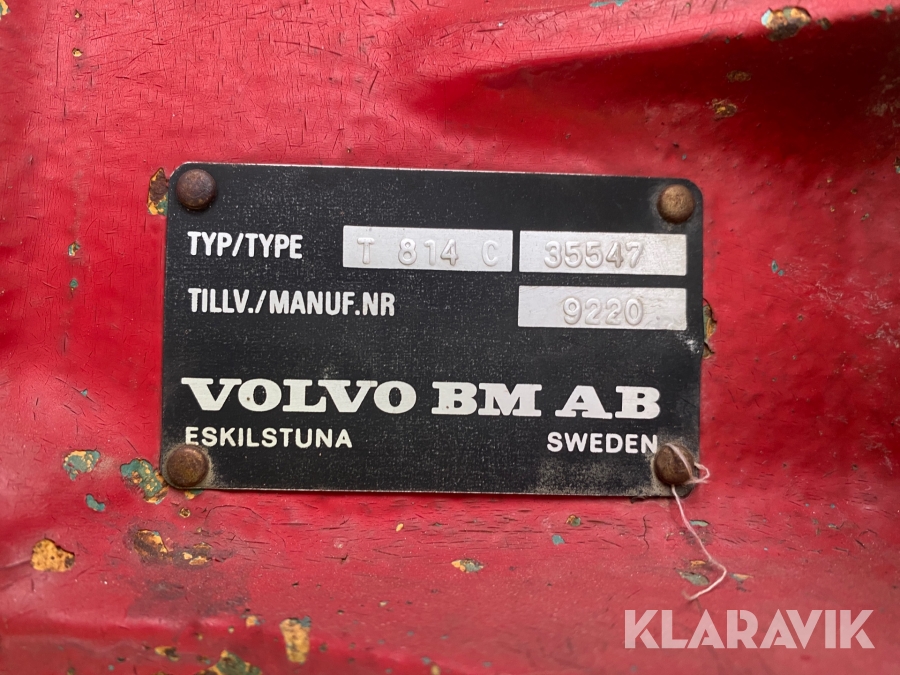 TYP/TYPE T 814 C 35547
TILLV./MANUF.NR 9220
VOLVO BM AB
ESKILSTUNA SWEDEN
KLARAVIK